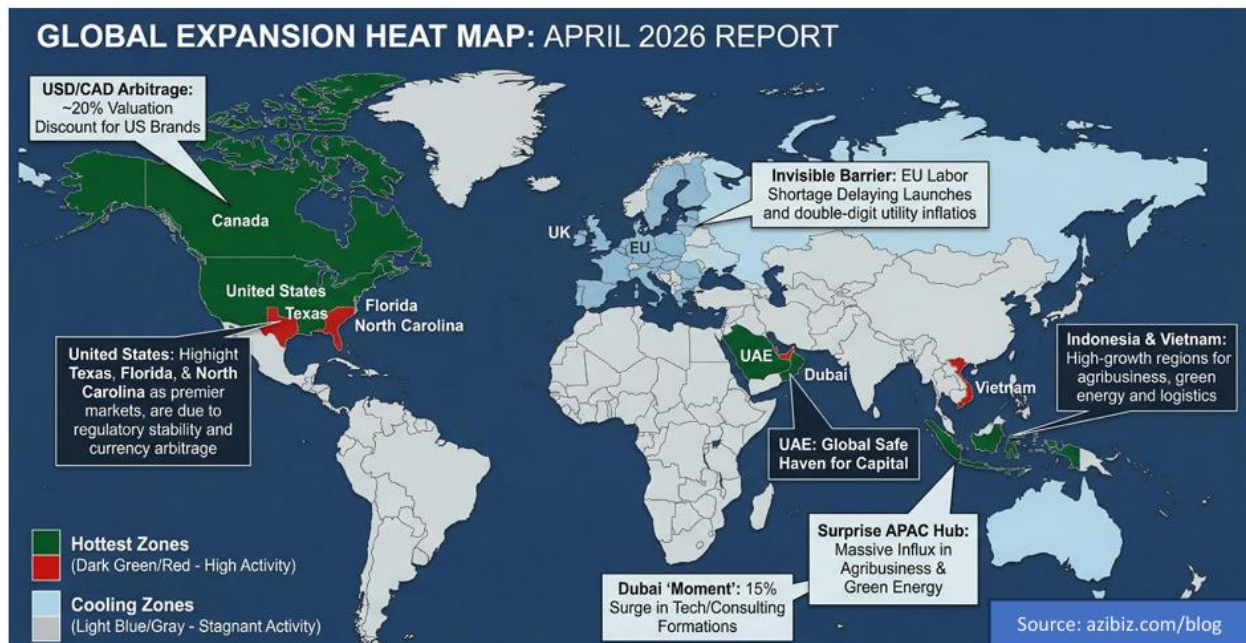 GLOBAL EXPANSION HEAT MAP: APRIL 2026 REPORT
USD/CAD Arbitrage:
~20% Valuation
Discount for US Brands
Canada
United States
Texas
Florida
North Carolina
United States: Highight
Texas, Florida, & North
Carolina as premier
markets, are due to
regulatory stability and
currency arbitrage
Invisible Barrier: EU Labor
Shortage Delaying Launches
and double-digit utility inflatios
UK
EU
UAE
Dubai
UAE: Global Safe
Haven for Capital
Indonesia & Vietnam:
High-growth regions for
agribusiness, green
energy and logistics
Vietnam
Surprise APAC Hub:
Massive Influx in
Agribusiness &
Green Energy
Dubai ‘Moment’: 15%
Surge in Tech/Consulting
Formations
Hottest Zones
(Dark Green/Red - High Activity)
Cooling Zones
(Light Blue/Gray - Stagnant Activity)
Source: azibiz.com/blog